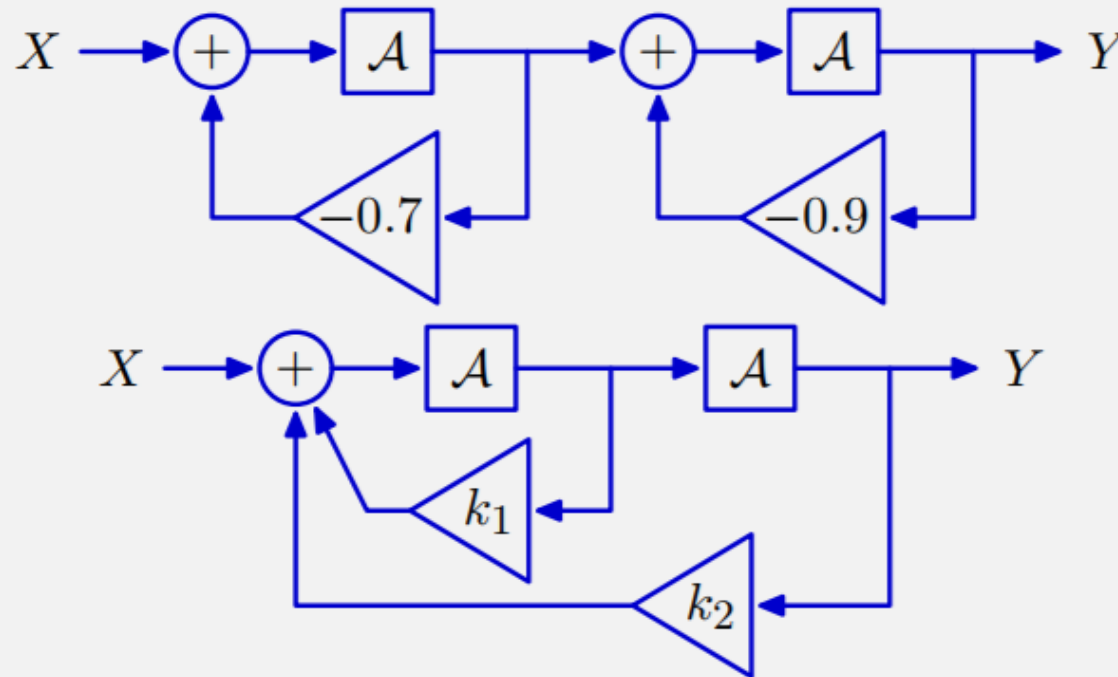 X + 𝒜 + 𝒜 Y
−0.7 −0.9
X + 𝒜 𝒜 Y
k₁
k₂